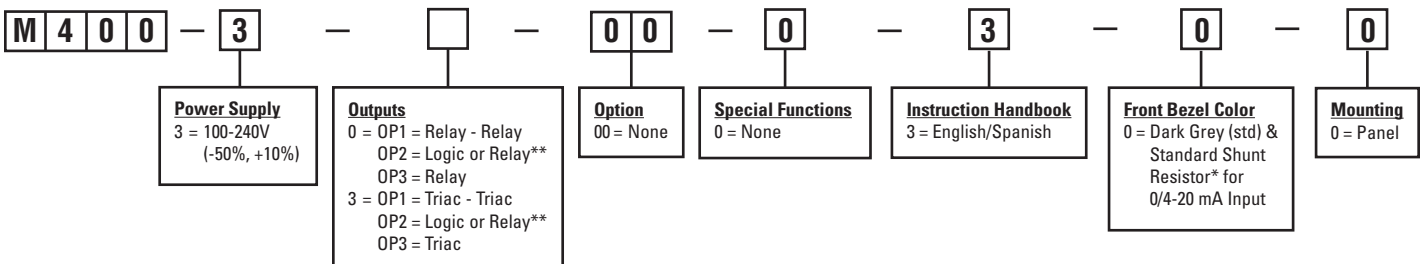 M400 – 3 – – 00 – 0 – 3 – 0 – 0
Power Supply
3 = 100-240V
(-50%, +10%)
Outputs
0 = OP1 = Relay - Relay
OP2 = Logic or Relay**
OP3 = Relay
3 = OP1 = Triac - Triac
OP2 = Logic or Relay**
OP3 = Triac
Option
00 = None
Special Functions
0 = None
Instruction Handbook
3 = English/Spanish
Front Bezel Color
0 = Dark Grey (std) &
Standard Shunt
Resistor* for
0/4-20 mA Input
Mounting
0 = Panel